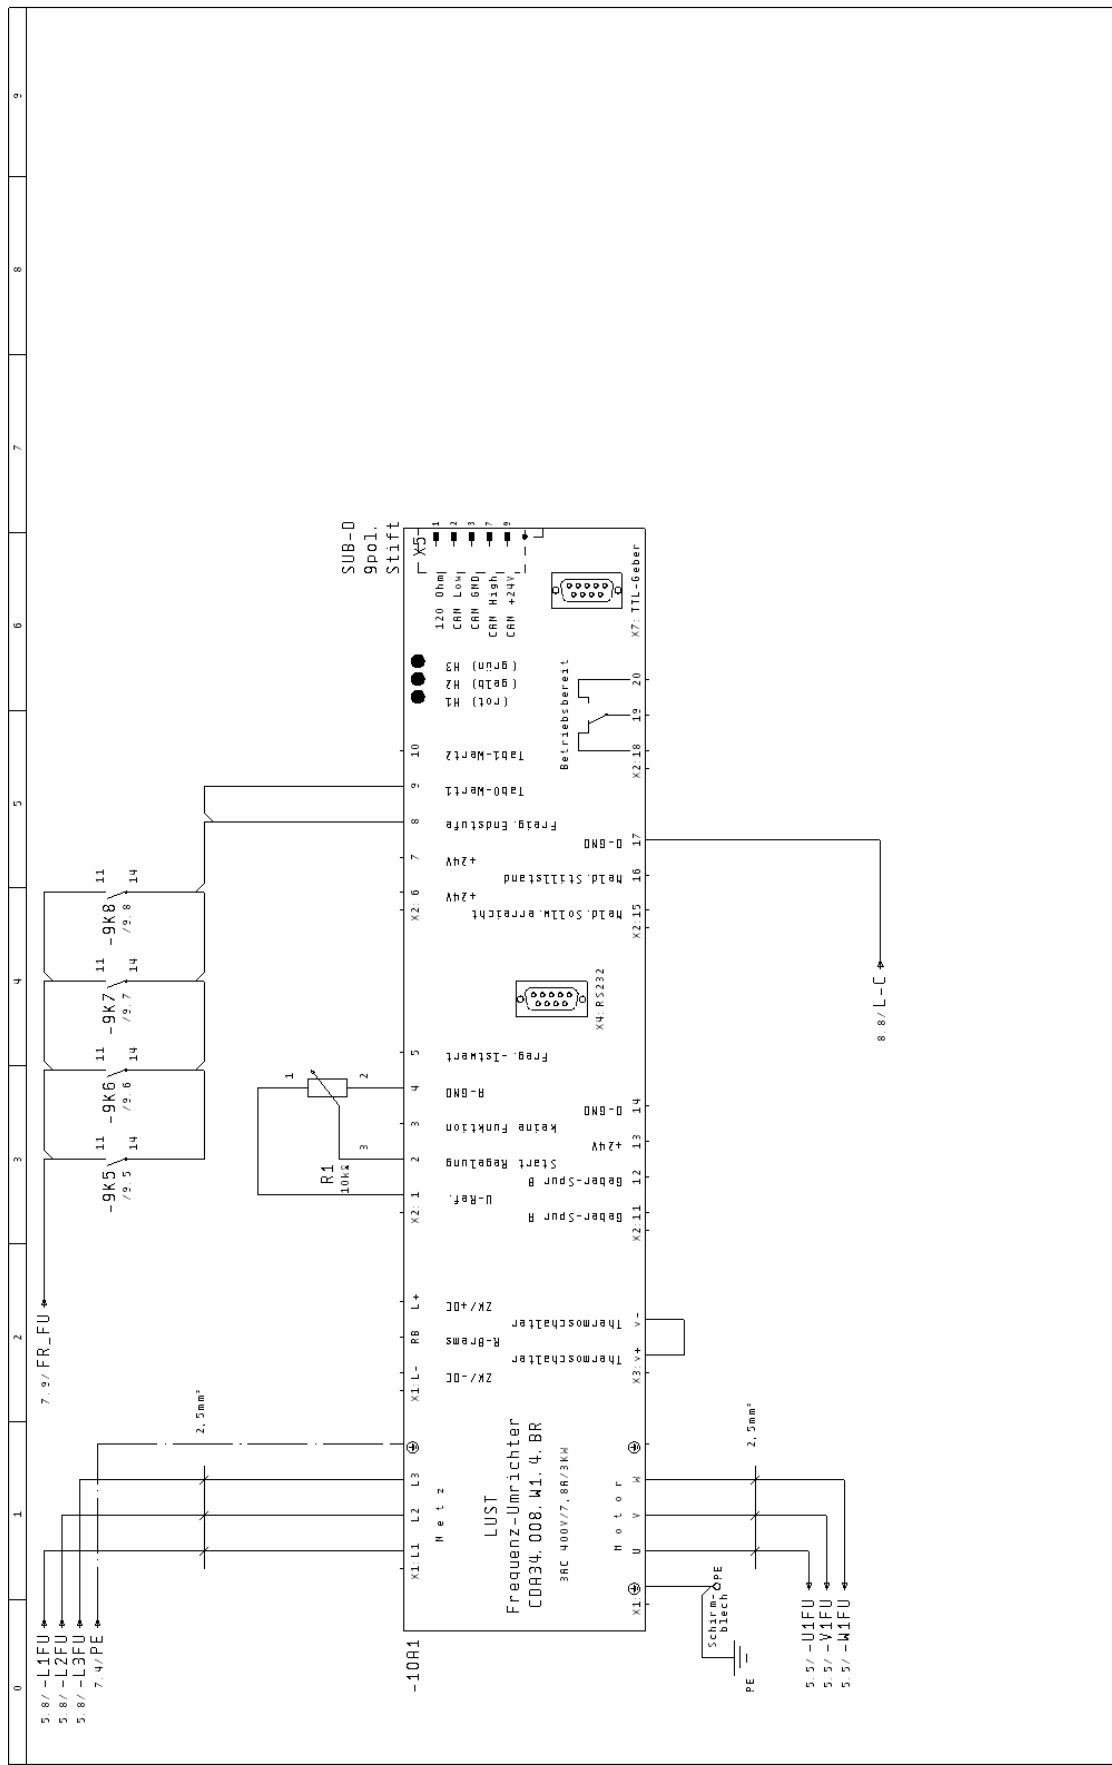 0 1 2 3 4 5 6 7 8 9
5.8/ -L1FU
5.8/ -L2FU
5.8/ -L3FU
7.4/PE
2,5mm²
7.9/ FR_FU
-9K5
/9.5
11
14
-9K6
/9.6
11
14
-9K7
/9.7
11
14
-9K8
/9.8
11
14
R1
10kΩ
1
2
3
SUB-D
9pol.
Stift
-10A1
X1:L1 L2 L3
X1:L- RB L+
X2:1 2 3 4 5
X2:6 7 8 9 10
X5
1 2 3 7 9
Netz
ZK/-DC
R-Brems
ZK/+DC
U-Ref.
Start Regelung
keine Funktion
A-GND
Freq.-Istwert
+24V
+24V
Freig.Endstufe
Tab0-Wert1
Tab1-Wert2
H1 (rot)
H2 (gelb)
H3 (grün)
120 Ohm
CAN Low
CAN GND
CAN High
CAN +24V
LUST
Frequenz-Umrichter
CDA34.008.W1.4.BR
3AC 400V/7,8A/3KW
X4:RS232
Betriebsbereit
X7:TTL-Geber
Motor
Thermoschalter
Thermoschalter
Geber-Spur A
Geber-Spur B
+24V
D-GND
Meld.Sollw.erreicht
Meld.Stillstand
D-GND
X1: U V W
X3:v+ v-
X2:11 12 13 14
X2:15 16 17
X2:18 19 20
Schirm-
blech
PE
PE
2,5mm²
5.5/ -U1FU
5.5/ -V1FU
5.5/ -W1FU
8.8/ L-C